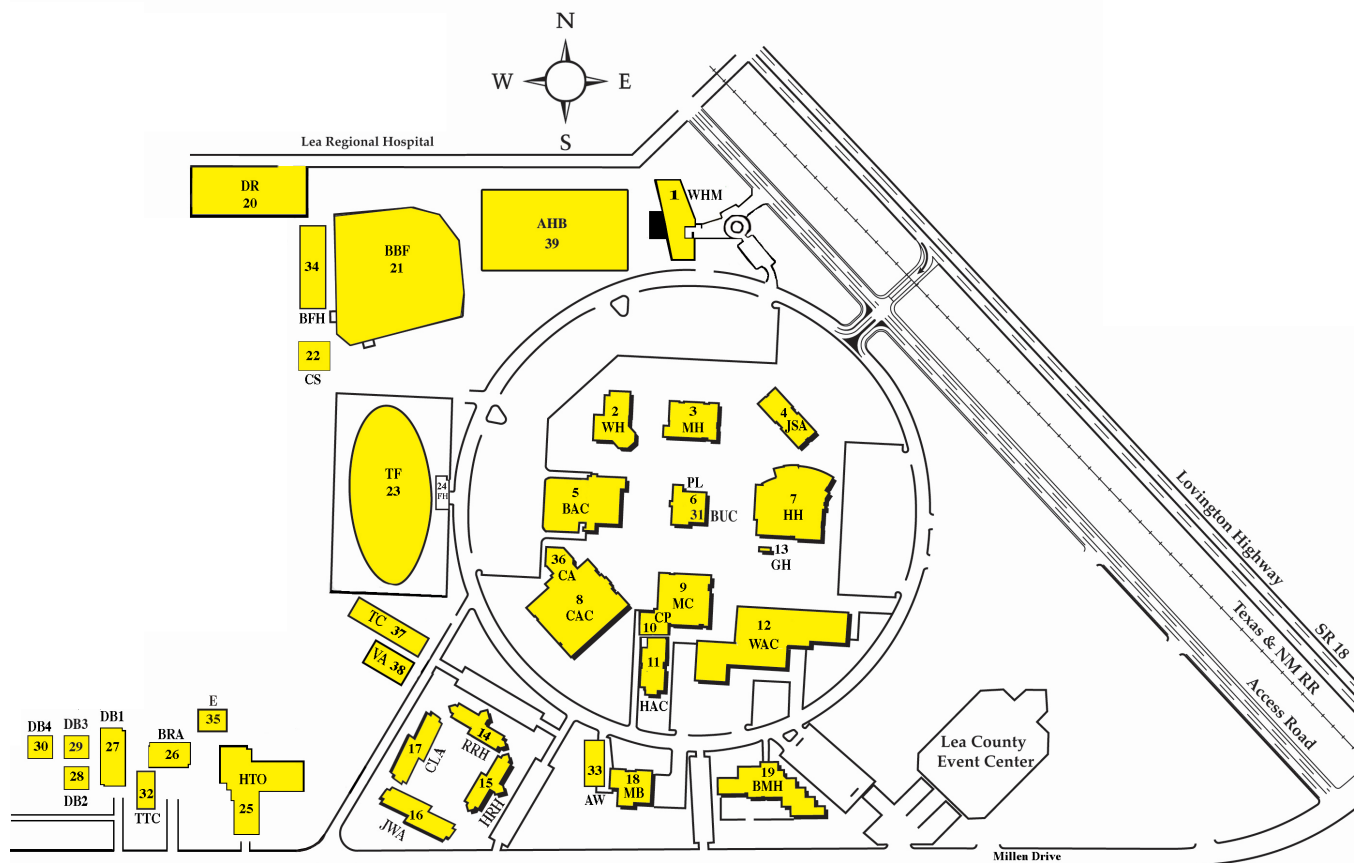 N
W E
S
Lea Regional Hospital
DR
20
1 WHM
AHB
39
BBF
21
34
BFH
22
CS
2
WH
3
MH
4
JSA
TF
23
24
FH
5
BAC
PL
6
31 BUC
7
HH
13
GH
36
CA
8
CAC
9
MC
CP
10
11
HAC
12
WAC
TC 37
VA 38
Lovington Highway
SR 18
Texas & NM RR
Access Road
E
35
DB4
30
DB3
29
DB1
27
BRA
26
28
DB2
32
TTC
HTO
25
14
RRH
17
CLA
15
HRH
16
JWA
33
AW
18
MB
19
BMH
Lea County
Event Center
Millen Drive